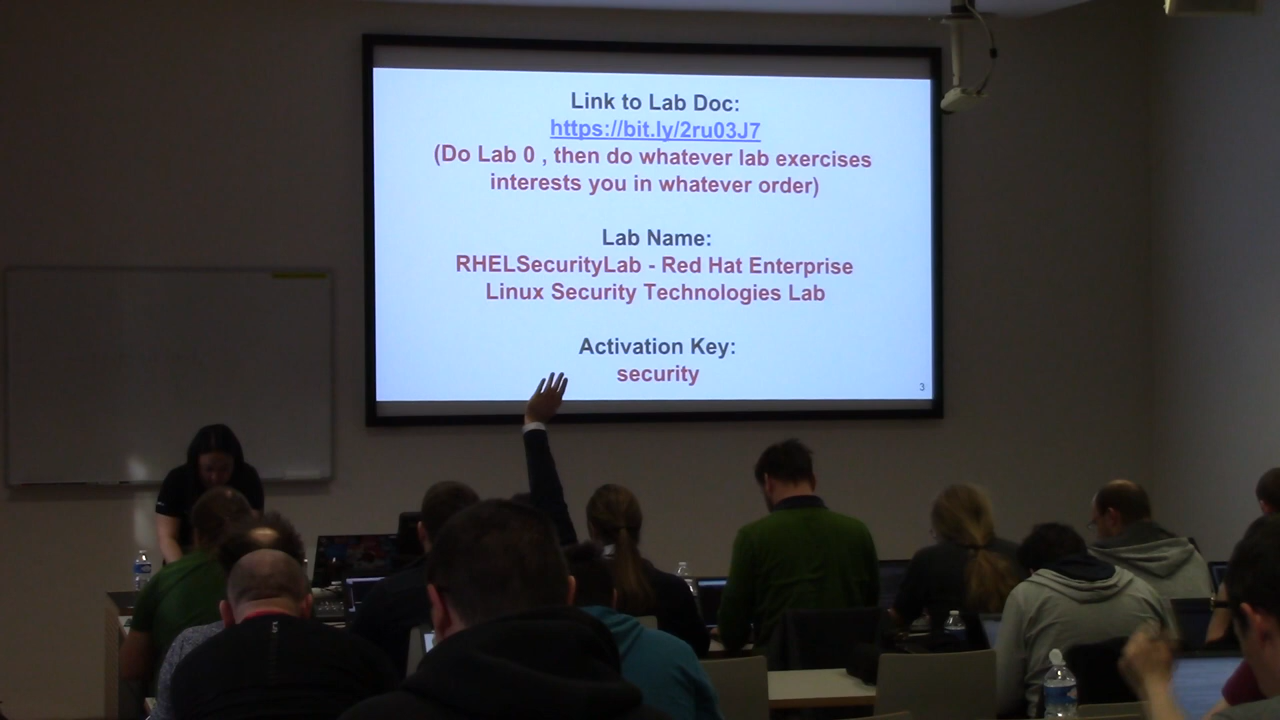 Link to Lab Doc:
https://bit.ly/2ru03J7
(Do Lab 0 , then do whatever lab exercises
interests you in whatever order)
Lab Name:
RHELSecurityLab - Red Hat Enterprise
Linux Security Technologies Lab
Activation Key:
security
3